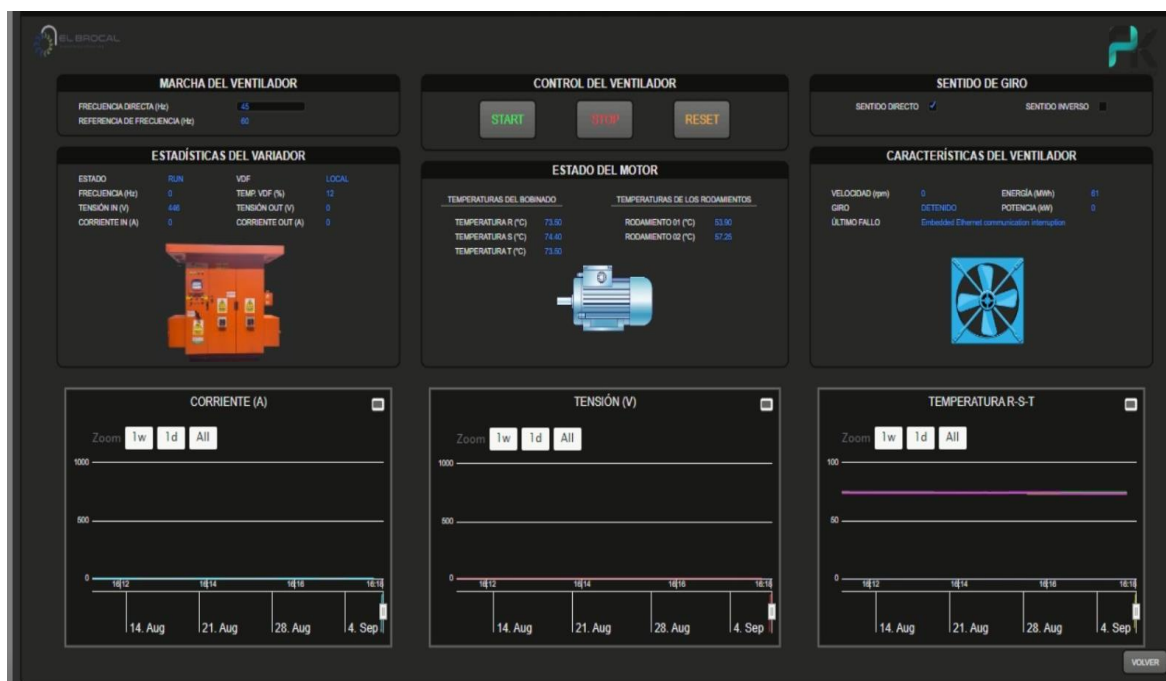 EL BROCAL
MARCHA DEL VENTILADOR
FRECUENCIA DIRECTA (Hz) 45
REFERENCIA DE FRECUENCIA (Hz) 60
CONTROL DEL VENTILADOR
START STOP RESET
SENTIDO DE GIRO
SENTIDO DIRECTO SENTIDO INVERSO
ESTADÍSTICAS DEL VARIADOR
ESTADO RUN VDF LOCAL
FRECUENCIA (Hz) 0 TEMP. VDF (%) 12
TENSIÓN IN (V) 446 TENSIÓN OUT (V) 0
CORRIENTE IN (A) 0 CORRIENTE OUT (A) 0
ESTADO DEL MOTOR
TEMPERATURAS DEL BOBINADO TEMPERATURAS DE LOS RODAMIENTOS
TEMPERATURA R (°C) 73.50 RODAMIENTO 01 (°C) 53.90
TEMPERATURA S (°C) 74.40 RODAMIENTO 02 (°C) 57.25
TEMPERATURA T (°C) 73.50
CARACTERÍSTICAS DEL VENTILADOR
VELOCIDAD (rpm) 0 ENERGÍA (MWh) 61
GIRO DETENIDO POTENCIA (kW) 0
ÚLTIMO FALLO Embedded Ethernet communication interruption
CORRIENTE (A)
Zoom 1w 1d All
1000
500
0
16:12 16:14 16:16 16:18
14. Aug 21. Aug 28. Aug 4. Sep
TENSIÓN (V)
Zoom 1w 1d All
1000
500
0
16:12 16:14 16:16 16:18
14. Aug 21. Aug 28. Aug 4. Sep
TEMPERATURA R-S-T
Zoom 1w 1d All
100
50
0
16:12 16:14 16:16 16:18
14. Aug 21. Aug 28. Aug 4. Sep
VOLVER